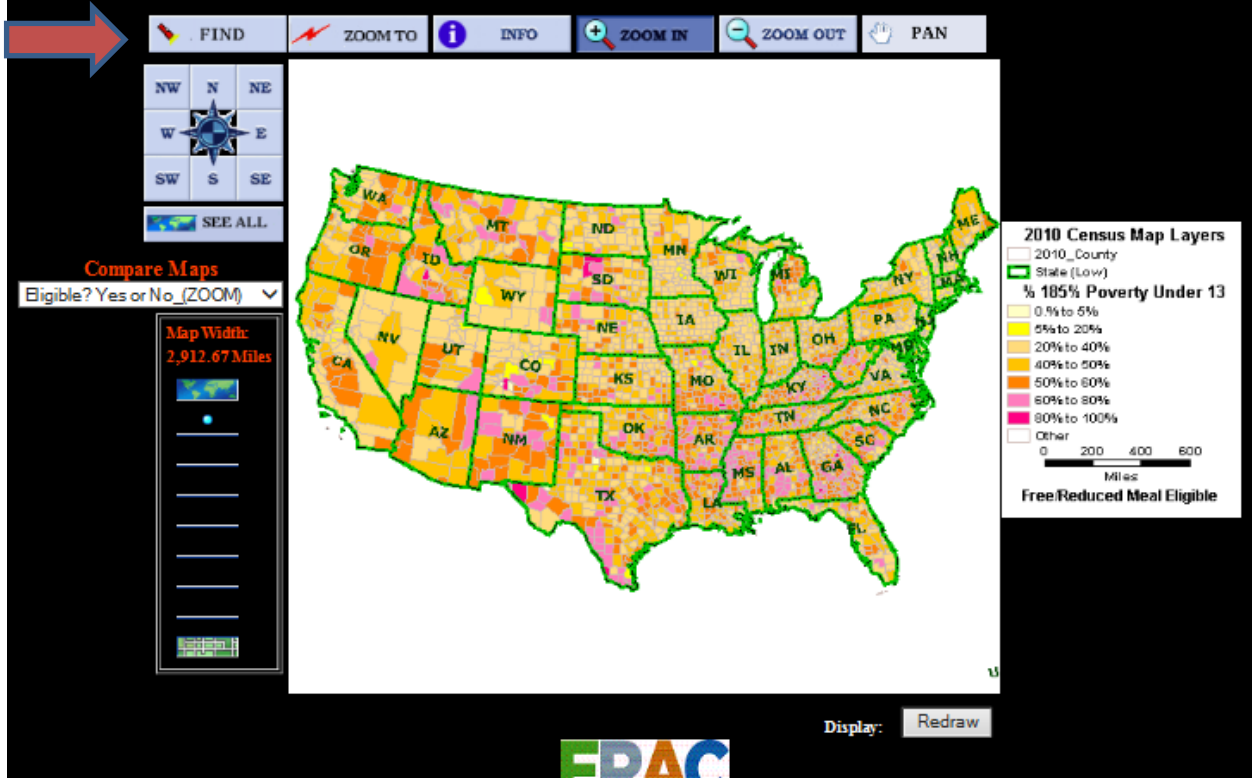 FIND
ZOOM TO
INFO
ZOOM IN
ZOOM OUT
PAN
NW N NE
W E
SW S SE
SEE ALL
Compare Maps
Eligible? Yes or No_(ZOOM)
Map Width:
2,912.67 Miles
WA
MT
ND
MN
ME
OR
ID
SD
WI
MI
NY
NH
MA
WY
IA
PA
NJ
NE
NV
UT
CO
IL
IN
OH
MD
CA
KS
MO
KY
VA
AZ
NM
OK
AR
TN
NC
SC
TX
LA
MS
AL
GA
FL
2010 Census Map Layers
2010_County
State (Low)
% 185% Poverty Under 13
0.% to 5%
5% to 20%
20% to 40%
40% to 50%
50% to 60%
60% to 80%
80% to 100%
Other
0 200 400 600
Miles
Free/Reduced Meal Eligible
Display:
Redraw